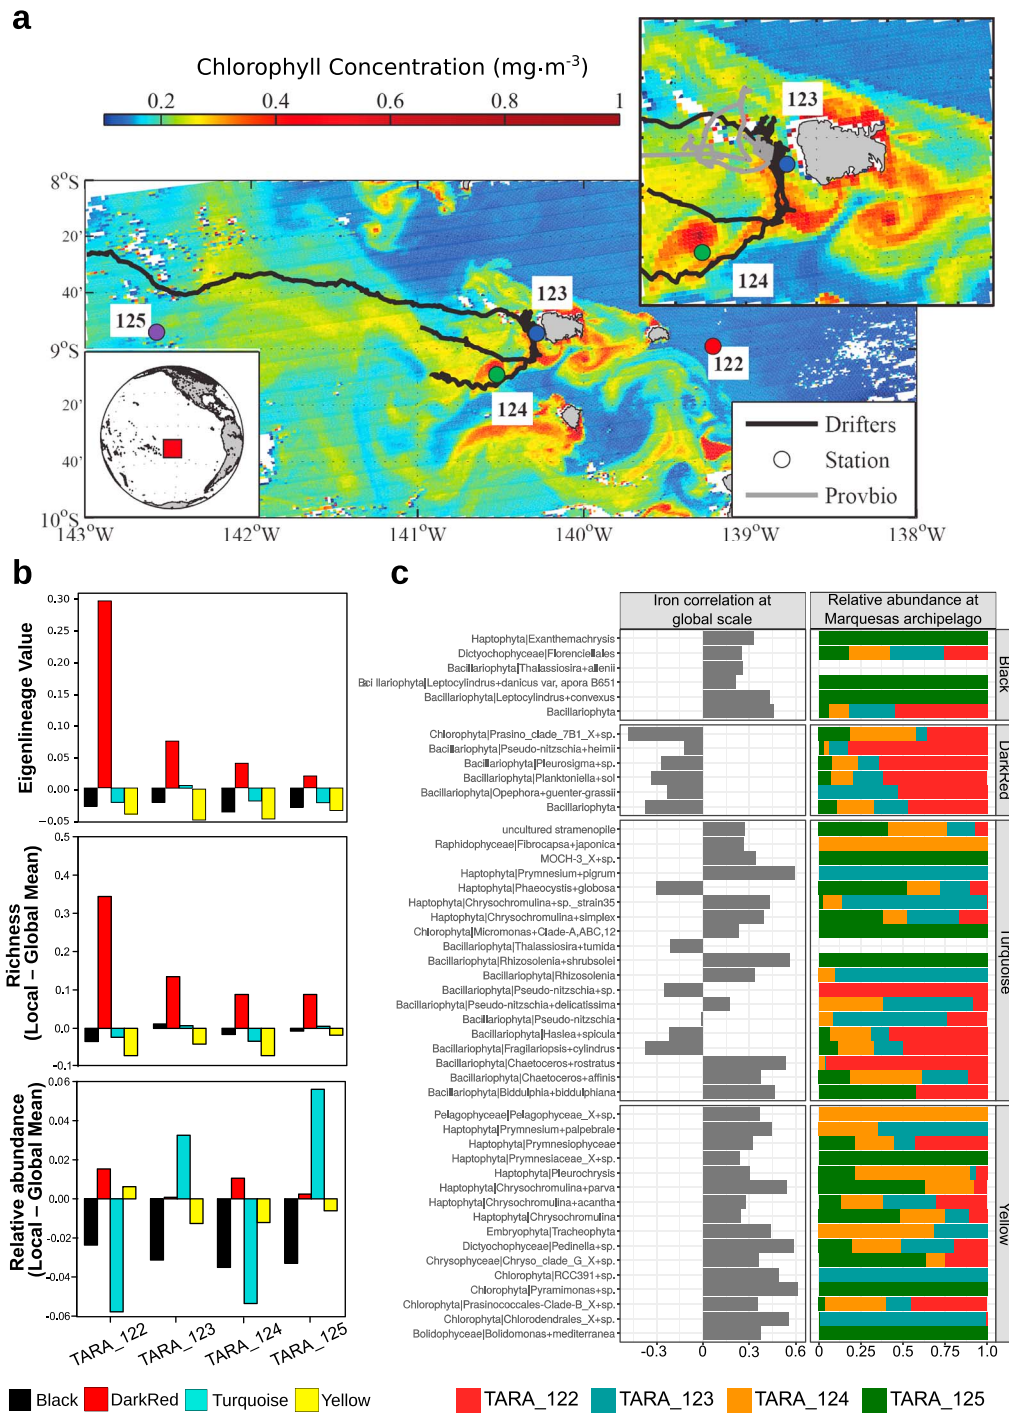 a
Chlorophyll Concentration (mg·m-3)
0.2
0.4
0.6
0.8
1
123
124
8°S
20'
40'
9°S
20'
40'
10°S
143°W
142°W
141°W
140°W
139°W
138°W
125
123
122
124
Drifters
Station
Provbio
b
Eigenlineage Value
0.30
0.25
0.20
0.15
0.10
0.05
0.00
−0.05
Richness
(Local – Global Mean)
0.5
0.4
0.3
0.2
0.1
0.0
-0.1
Relative abundance
(Local – Global Mean)
0.06
0.04
0.02
0.00
-0.02
-0.04
-0.06
TARA_122
TARA_123
TARA_124
TARA_125
Black
DarkRed
Turquoise
Yellow
c
Iron correlation at
global scale
Relative abundance at
Marquesas archipelago
Haptophyta|Exanthemachrysis
Dictyochophyceae|Florenciellales
Bacillariophyta|Thalassiosira+allenii
Bacillariophyta|Leptocylindrus+danicus var, apora B651
Bacillariophyta|Leptocylindrus+convexus
Bacillariophyta
Black
Chlorophyta|Prasino_clade_7B1_X+sp.
Bacillariophyta|Pseudo-nitzschia+heimii
Bacillariophyta|Pleurosigma+sp.
Bacillariophyta|Planktoniella+sol
Bacillariophyta|Opephora+guenter-grassii
Bacillariophyta
DarkRed
uncultured stramenopile
Raphidophyceae|Fibrocapsa+japonica
MOCH-3_X+sp.
Haptophyta|Prymnesium+pigrum
Haptophyta|Phaeocystis+globosa
Haptophyta|Chrysochromulina+sp._strain35
Haptophyta|Chrysochromulina+simplex
Chlorophyta|Micromonas+Clade-A,ABC,12
Bacillariophyta|Thalassiosira+tumida
Bacillariophyta|Rhizosolenia+shrubsolei
Bacillariophyta|Rhizosolenia
Bacillariophyta|Pseudo-nitzschia+sp.
Bacillariophyta|Pseudo-nitzschia+delicatissima
Bacillariophyta|Pseudo-nitzschia
Bacillariophyta|Haslea+spicula
Bacillariophyta|Fragilariopsis+cylindrus
Bacillariophyta|Chaetoceros+rostratus
Bacillariophyta|Chaetoceros+affinis
Bacillariophyta|Biddulphia+biddulphiana
Turquoise
Pelagophyceae|Pelagophyceae_X+sp.
Haptophyta|Prymnesium+palpebrale
Haptophyta|Prymnesiophyceae
Haptophyta|Prymnesiaceae_X+sp.
Haptophyta|Pleurochrysis
Haptophyta|Chrysochromulina+parva
Haptophyta|Chrysochromulina+acantha
Haptophyta|Chrysochromulina
Embryophyta|Tracheophyta
Dictyochophyceae|Pedinella+sp.
Chrysophyceae|Chryso_clade_G_X+sp.
Chlorophyta|RCC391+sp.
Chlorophyta|Pyramimonas+sp.
Chlorophyta|Prasinococcales-Clade-B_X+sp.
Chlorophyta|Chlorodendrales_X+sp.
Bolidophyceae|Bolidomonas+mediterranea
Yellow
-0.3
0
0.3
0.6
0
0.25
0.5
0.75
1.0
TARA_122
TARA_123
TARA_124
TARA_125